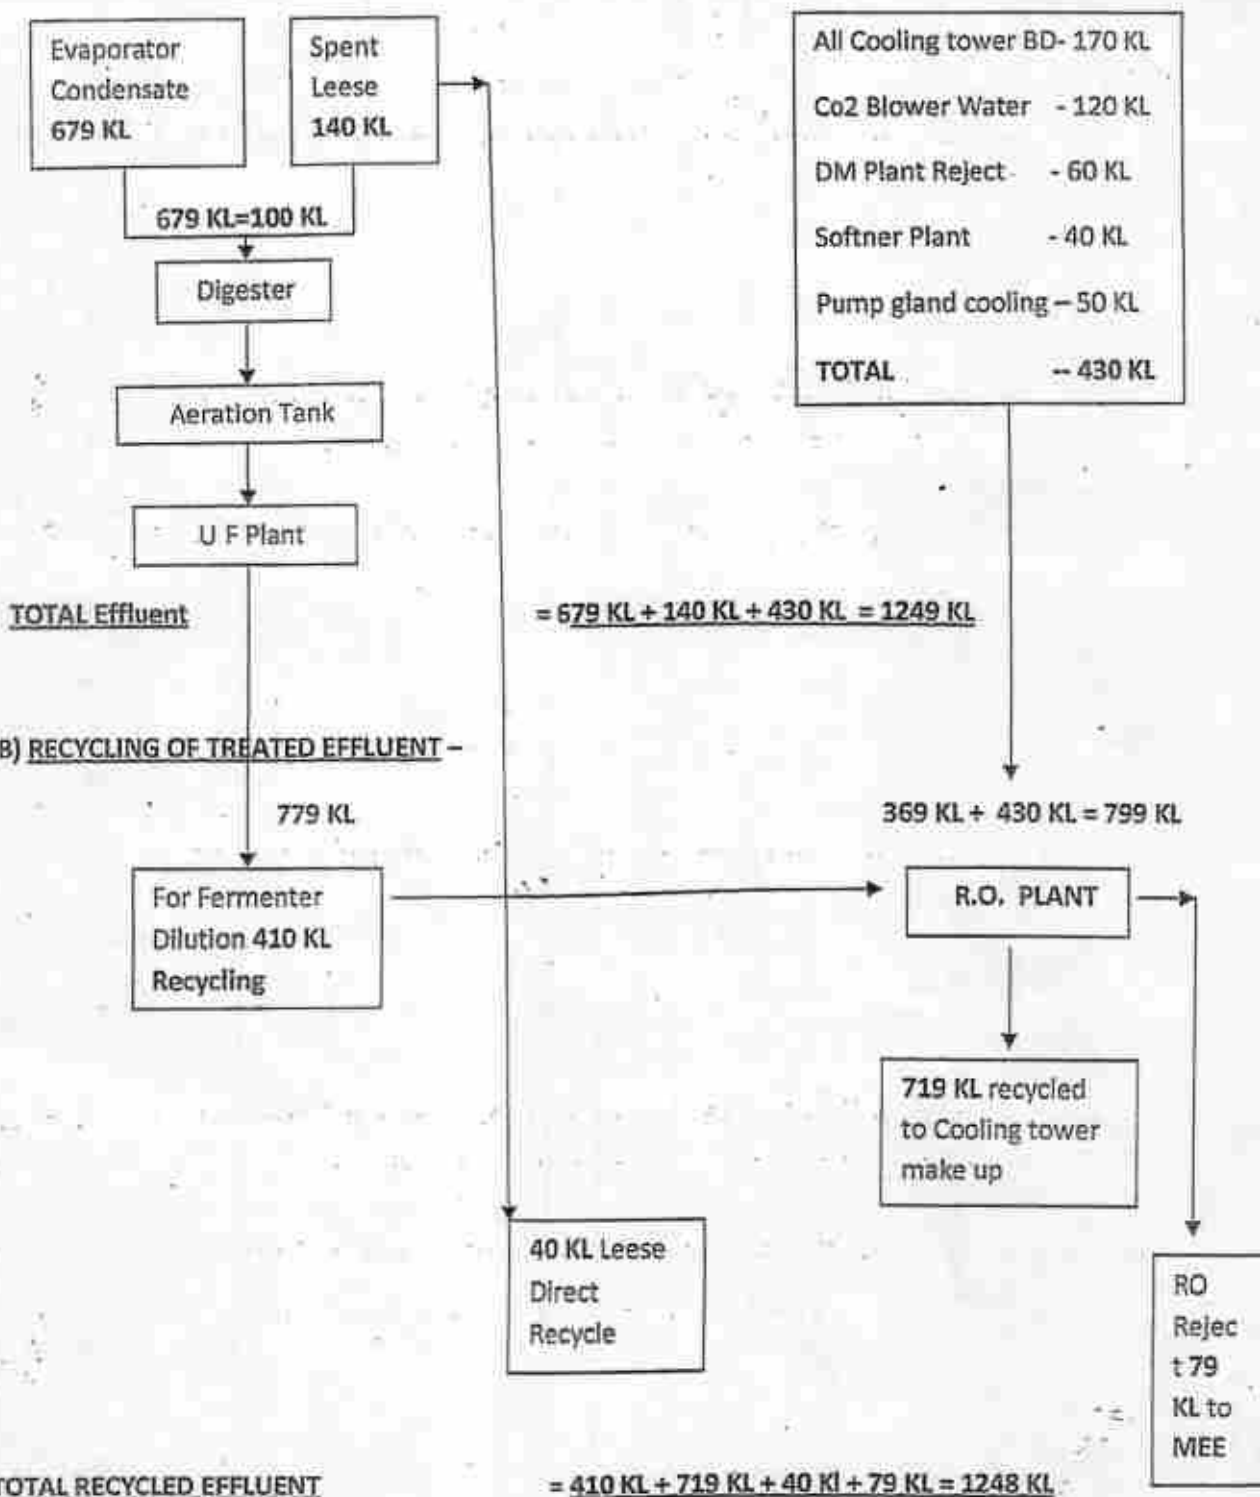 Evaporator
Condensate
679 KL
Spent
Leese
140 KL
All Cooling tower BD- 170 KL
Co2 Blower Water - 120 KL
DM Plant Reject - 60 KL
Softner Plant - 40 KL
Pump gland cooling – 50 KL
TOTAL -- 430 KL
679 KL=100 KL
Digester
Aeration Tank
U F Plant
TOTAL Effluent = 679 KL + 140 KL + 430 KL = 1249 KL
B) RECYCLING OF TREATED EFFLUENT –
779 KL
369 KL + 430 KL = 799 KL
For Fermenter
Dilution 410 KL
Recycling
R.O. PLANT
719 KL recycled
to Cooling tower
make up
40 KL Leese
Direct
Recycle
RO
Rejec
t 79
KL to
MEE
TOTAL RECYCLED EFFLUENT = 410 KL + 719 KL + 40 Kl + 79 KL = 1248 KL